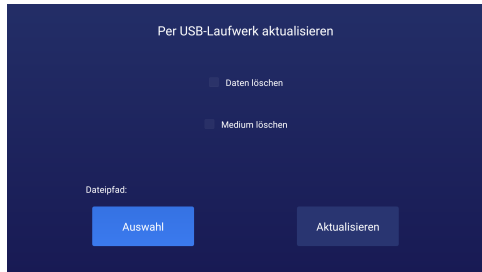 Per USB-Laufwerk aktualisieren
Daten löschen
Medium löschen
Dateipfad:
Auswahl
Aktualisieren